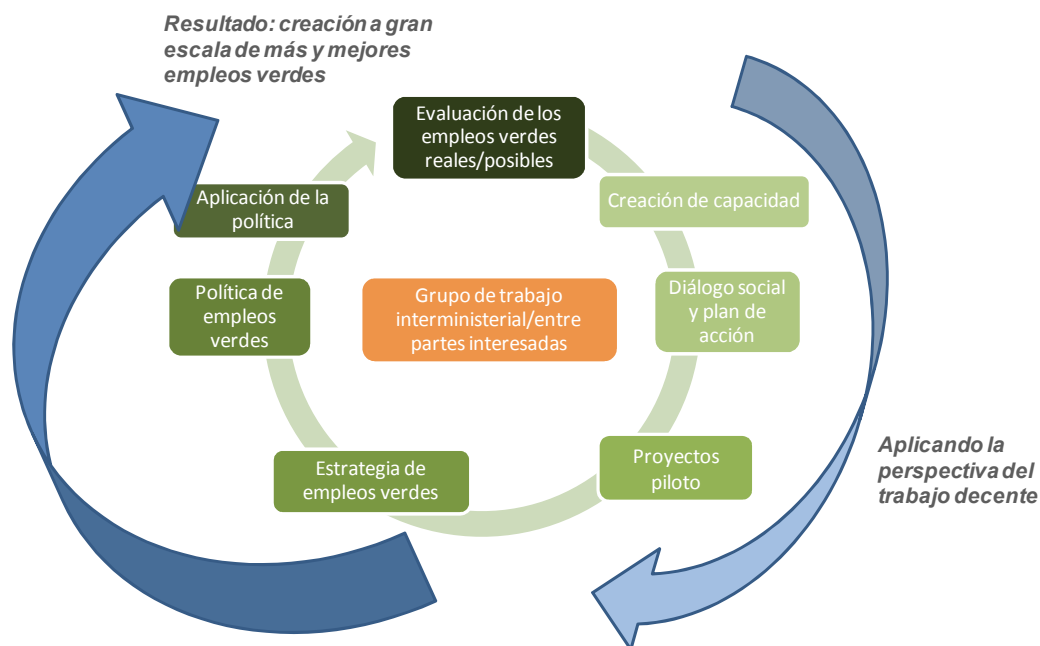 Resultado: creación a gran
escala de más y mejores
empleos verdes
Evaluación de los
empleos verdes
reales/posibles
Creación de capacidad
Diálogo social
y plan de
acción
Proyectos
piloto
Estrategia de
empleos verdes
Política de
empleos
verdes
Aplicación de la
política
Grupo de trabajo
interministerial/entre
partes interesadas
Aplicando la
perspectiva del
trabajo decente